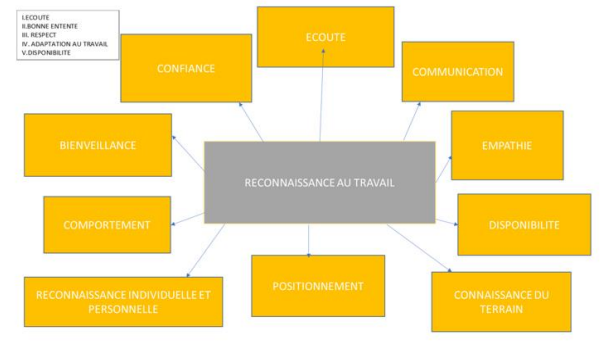 I.ECOUTE
II.BONNE ENTENTE
III. RESPECT
IV. ADAPTATION AU TRAVAIL
V.DISPONIBILITE
ECOUTE
CONFIANCE
COMMUNICATION
BIENVEILLANCE
EMPATHIE
RECONNAISSANCE AU TRAVAIL
COMPORTEMENT
DISPONIBILITE
RECONNAISSANCE INDIVIDUELLE ET
PERSONNELLE
POSITIONNEMENT
CONNAISSANCE DU
TERRAIN